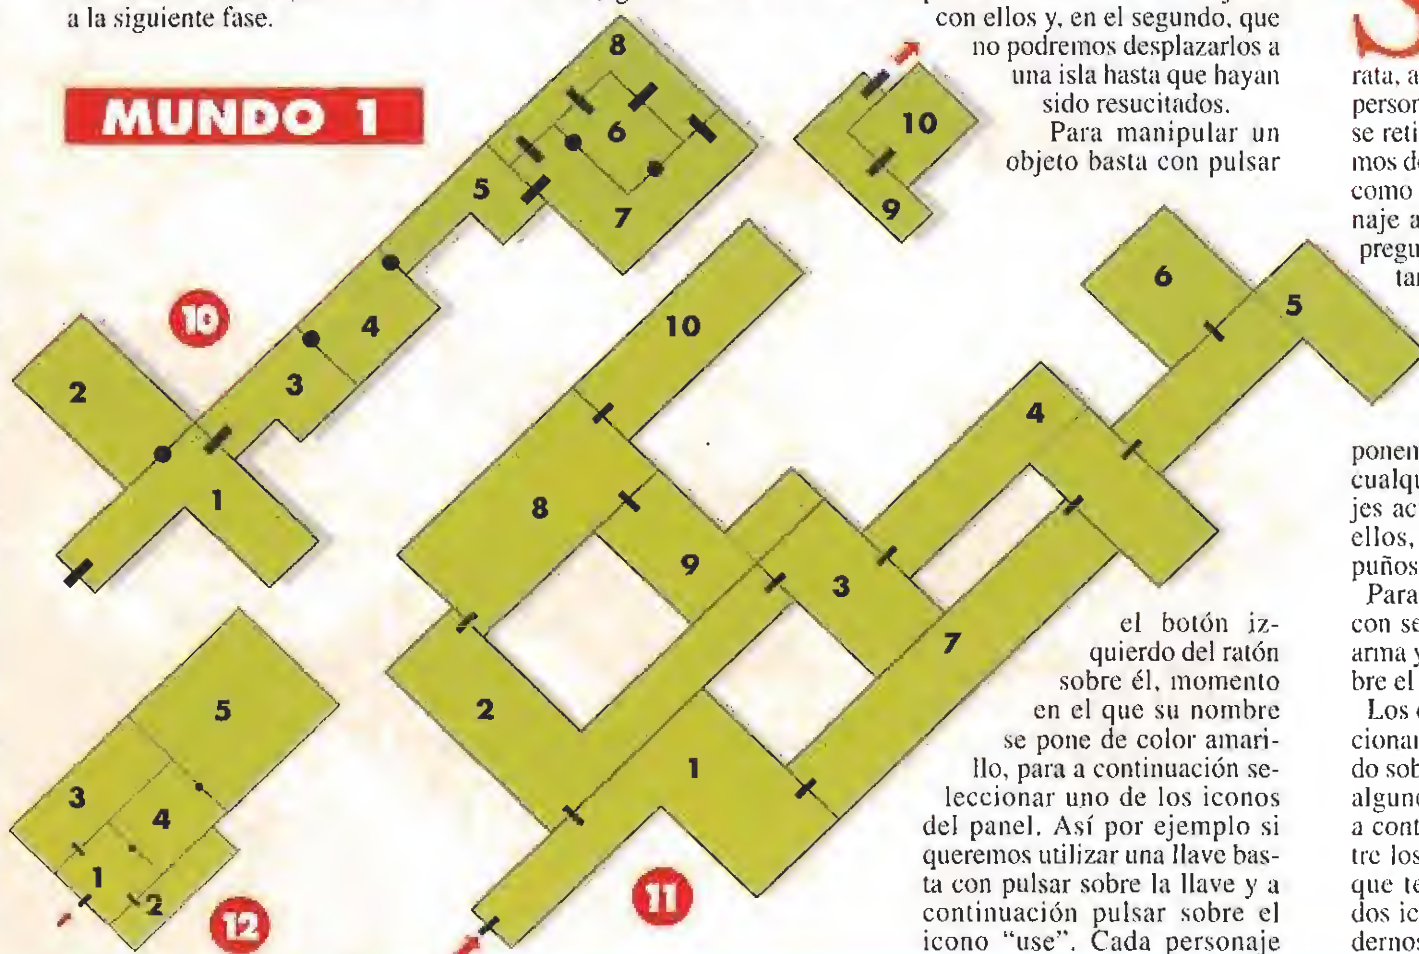 a la siguiente fase.
MUNDO 1
con ellos y, en el segundo, que
no podremos desplazarlos a
una isla hasta que hayan
sido resucitados.
Para manipular un
objeto basta con pulsar
el botón iz-
quierdo del ratón
sobre él, momento
en el que su nombre
se pone de color amari-
llo, para a continuación se-
leccionar uno de los iconos
del panel. Así por ejemplo si
queremos utilizar una llave bas-
ta con pulsar sobre la llave y a
continuación pulsar sobre el
icono “use”. Cada personaje
rata, a
person
se reti
mos de
como
naje a
pregu
tar
ponen
cualqu
jes ac
ellos,
puños
Para
con se
arma y
bre el
Los
cionar
do sob
alguno
a cont
tre los
que te
dos ic
dernos
10
1
2
3
4
5
6
7
8
9
10
11
1
2
3
4
5
6
7
8
9
10
12
1
2
3
4
5